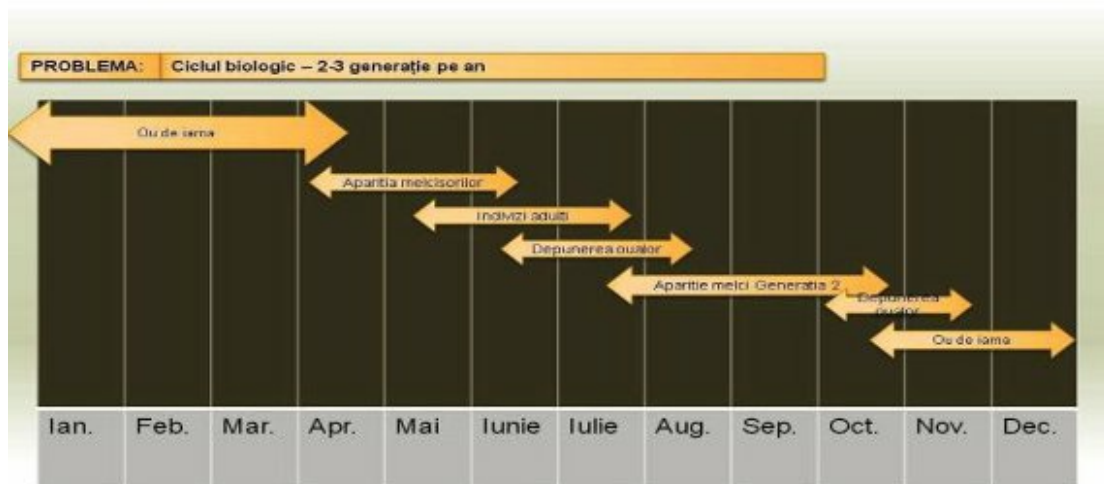 PROBLEMA: Ciclul biologic – 2-3 generaţie pe an
Ou de iarna
Aparitia melcisorilor
Indivizi adulti
Depunerea oualor
Aparitie melci Generatia 2
Depunerea
oualor
Ou de iarna
Ian. Feb. Mar. Apr. Mai Iunie Iulie Aug. Sep. Oct. Nov. Dec.